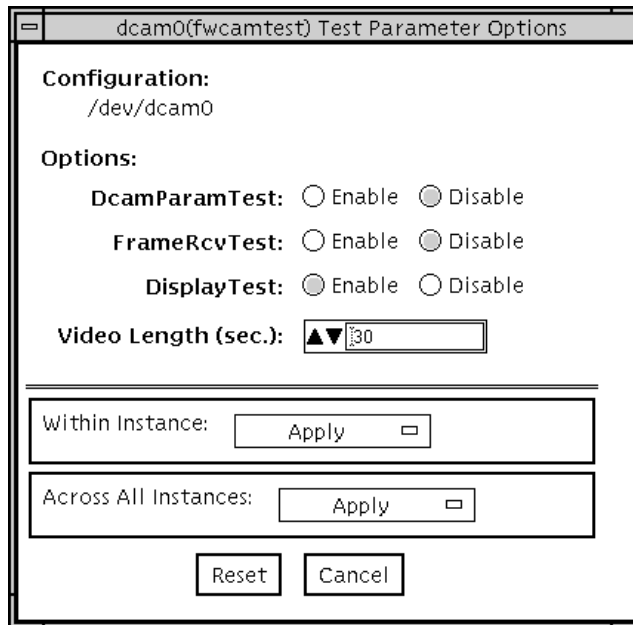 dcam0(fwcamtest) Test Parameter Options
Configuration:
/dev/dcam0
Options:
DcamParamTest: Enable Disable
FrameRcvTest: Enable Disable
DisplayTest: Enable Disable
Video Length (sec.): 30
Within Instance: Apply
Across All Instances: Apply
Reset Cancel